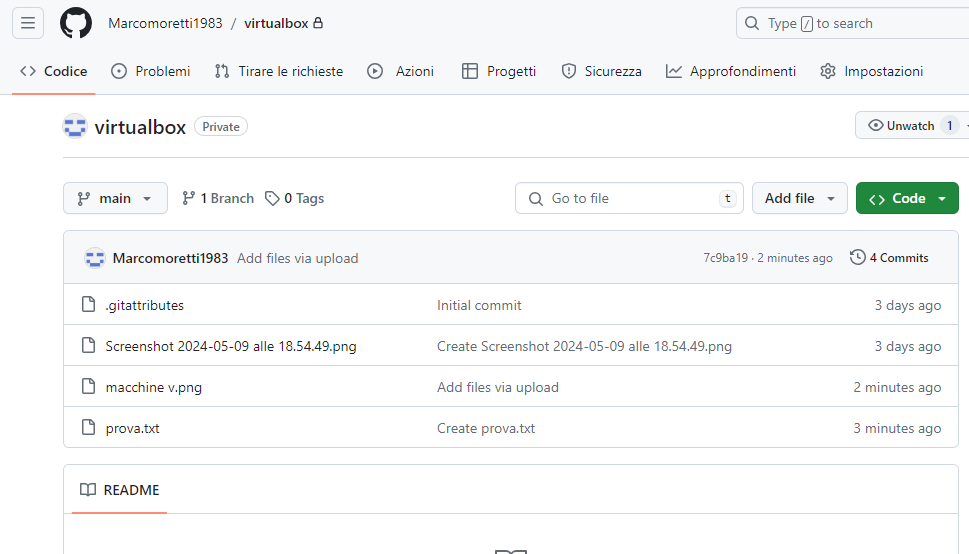 Marcomoretti1983 / virtualbox
Type / to search
Codice Problemi Tirare le richieste Azioni Progetti Sicurezza Approfondimenti Impostazioni
virtualbox Private
Unwatch 1
main 1 Branch 0 Tags
Go to file t
Add file
Code
Marcomoretti1983 Add files via upload 7c9ba19 · 2 minutes ago 4 Commits
.gitattributes Initial commit 3 days ago
Screenshot 2024-05-09 alle 18.54.49.png Create Screenshot 2024-05-09 alle 18.54.49.png 3 days ago
macchine v.png Add files via upload 2 minutes ago
prova.txt Create prova.txt 3 minutes ago
README